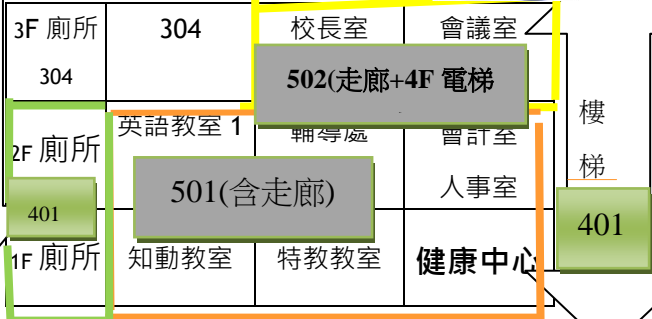 3F 廁所
304
304
校長室
會議室
502(走廊+4F 電梯
2F 廁所
401
英語教室 1
輔導處
會計室
人事室
501(含走廊)
樓
梯
401
1F 廁所
知動教室
特教教室
健康中心